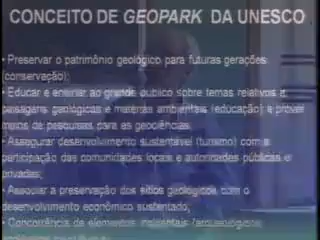 CONCEITO DE GEOPARK DA UNESCO
• Preservar o patrimônio geológico para futuras gerações
(conservação);
• Educar e ensinar ao grande público sobre temas relativos a
paisagens geológicas e matérias ambientais (educação) e prover
meios de pesquisas para as geociências.
• Assegurar desenvolvimento sustentável (turismo) com a
participação das comunidades locais e autoridades públicas e
privadas;
• Associar a preservação dos sítios geológicos com o
desenvolvimento econômico sustentado;
• Concorrência de elementos